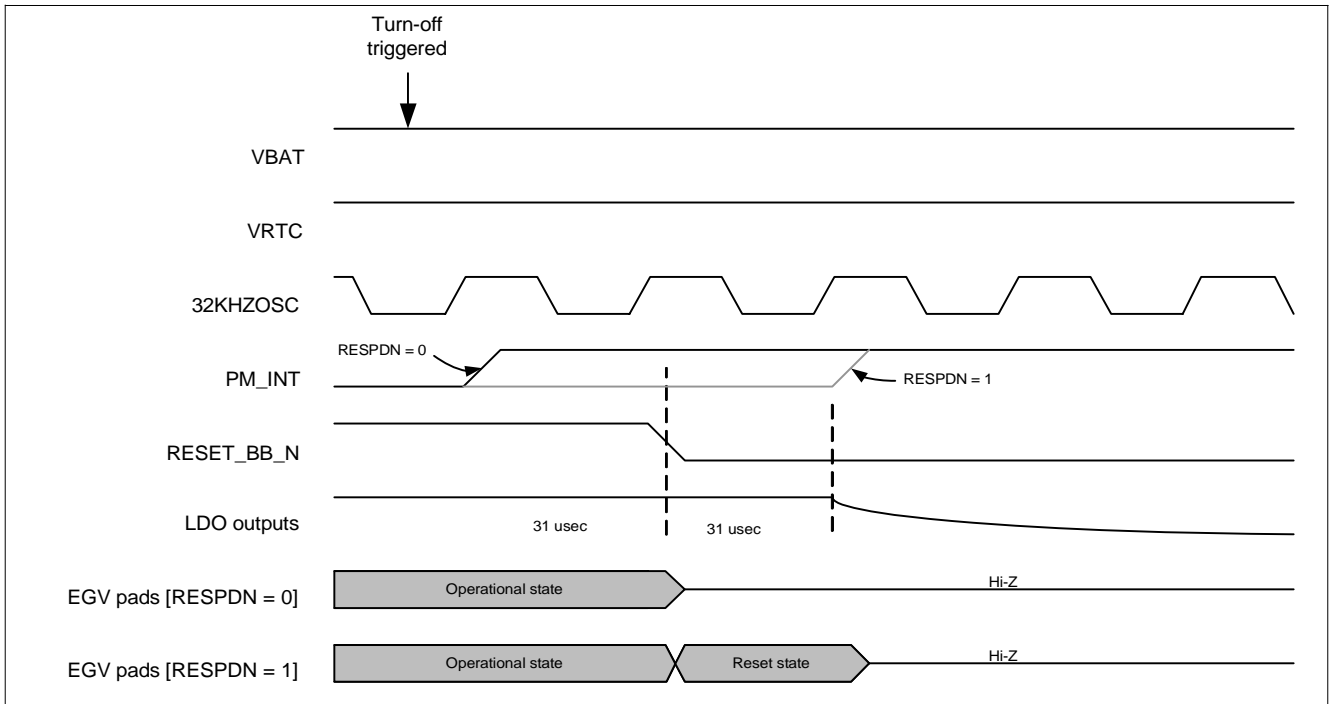 Turn-off
triggered
VBAT
VRTC
32KHZOSC
RESPDN = 0
PM_INT
RESPDN = 1
RESET_BB_N
LDO outputs
31 usec
31 usec
EGV pads [RESPDN = 0]
Operational state
Hi-Z
EGV pads [RESPDN = 1]
Operational state
Reset state
Hi-Z